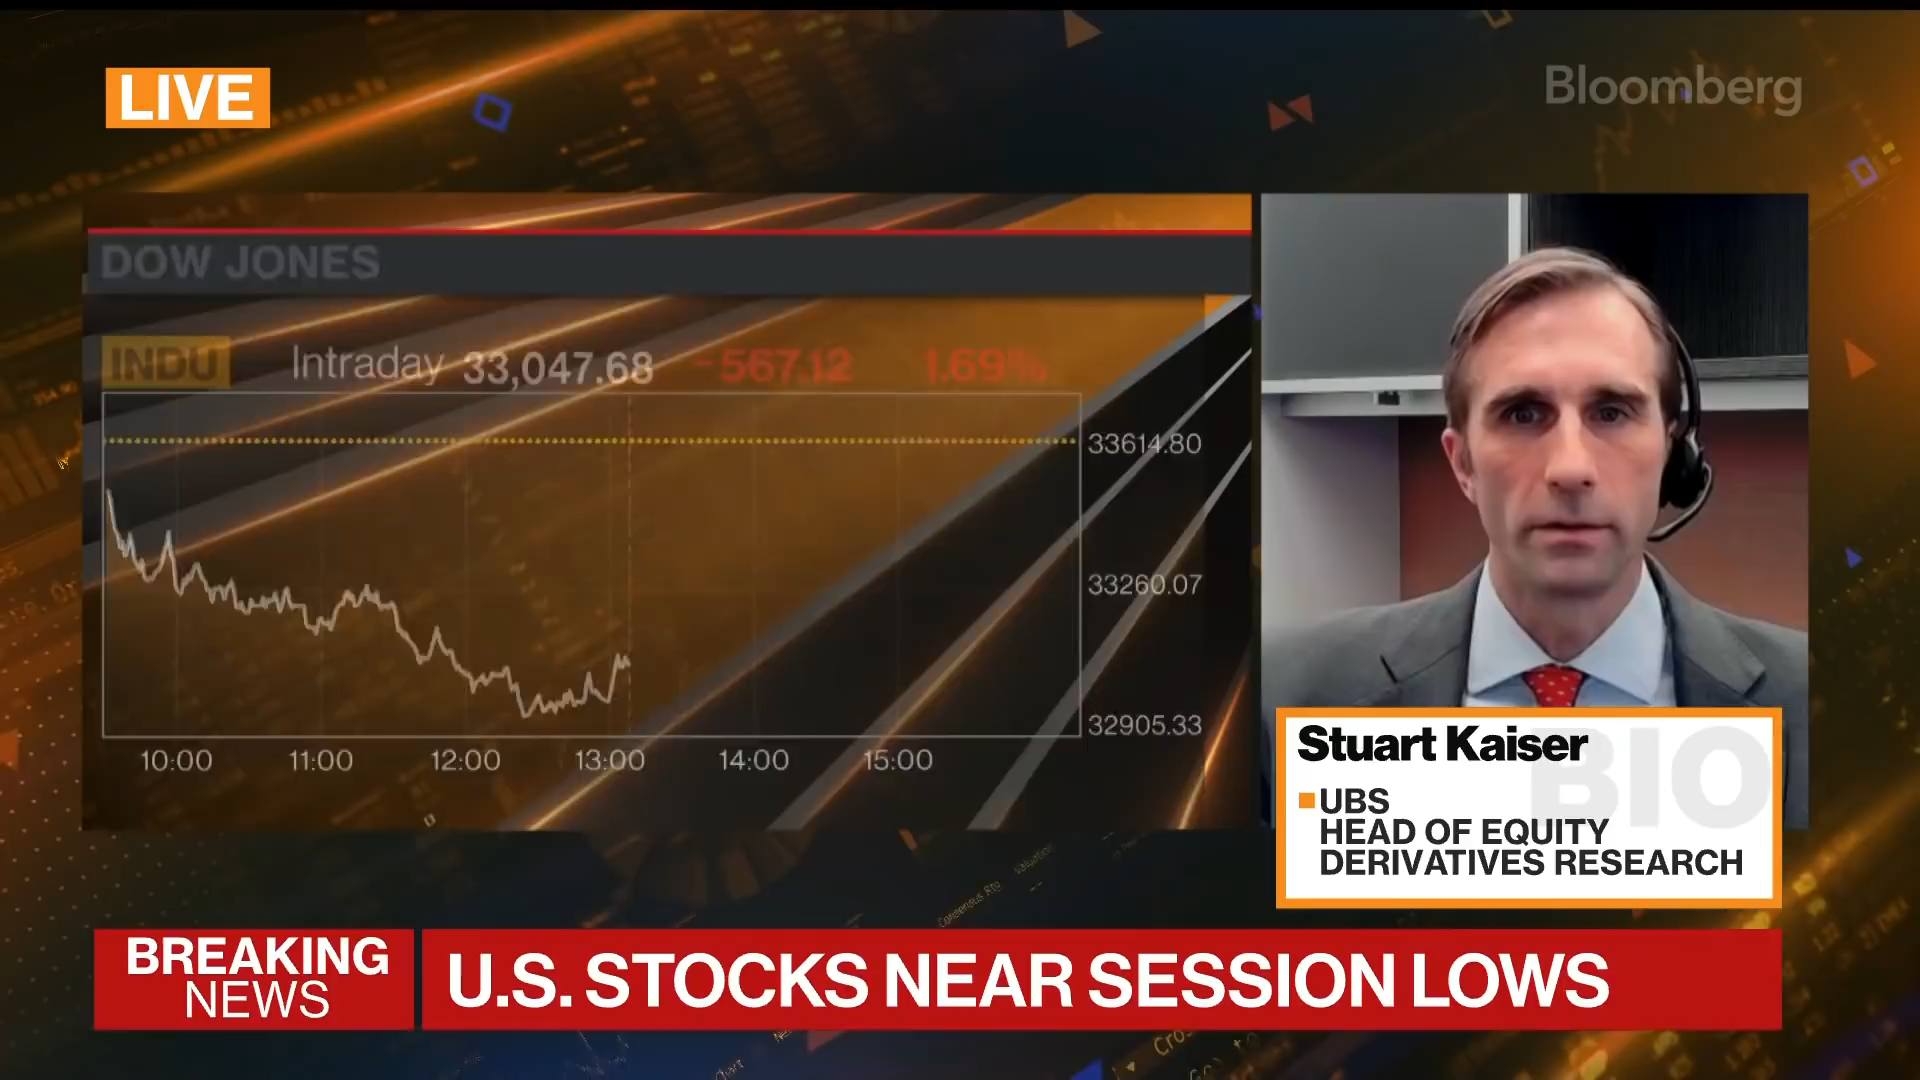 LIVE
Bloomberg
DOW JONES
INDU Intraday 33,047.68 -567.12 1.69%
33614.80
33260.07
32905.33
10:00 11:00 12:00 13:00 14:00 15:00
BIO
Stuart Kaiser
UBS
HEAD OF EQUITY
DERIVATIVES RESEARCH
BREAKING
NEWS
U.S. STOCKS NEAR SESSION LOWS